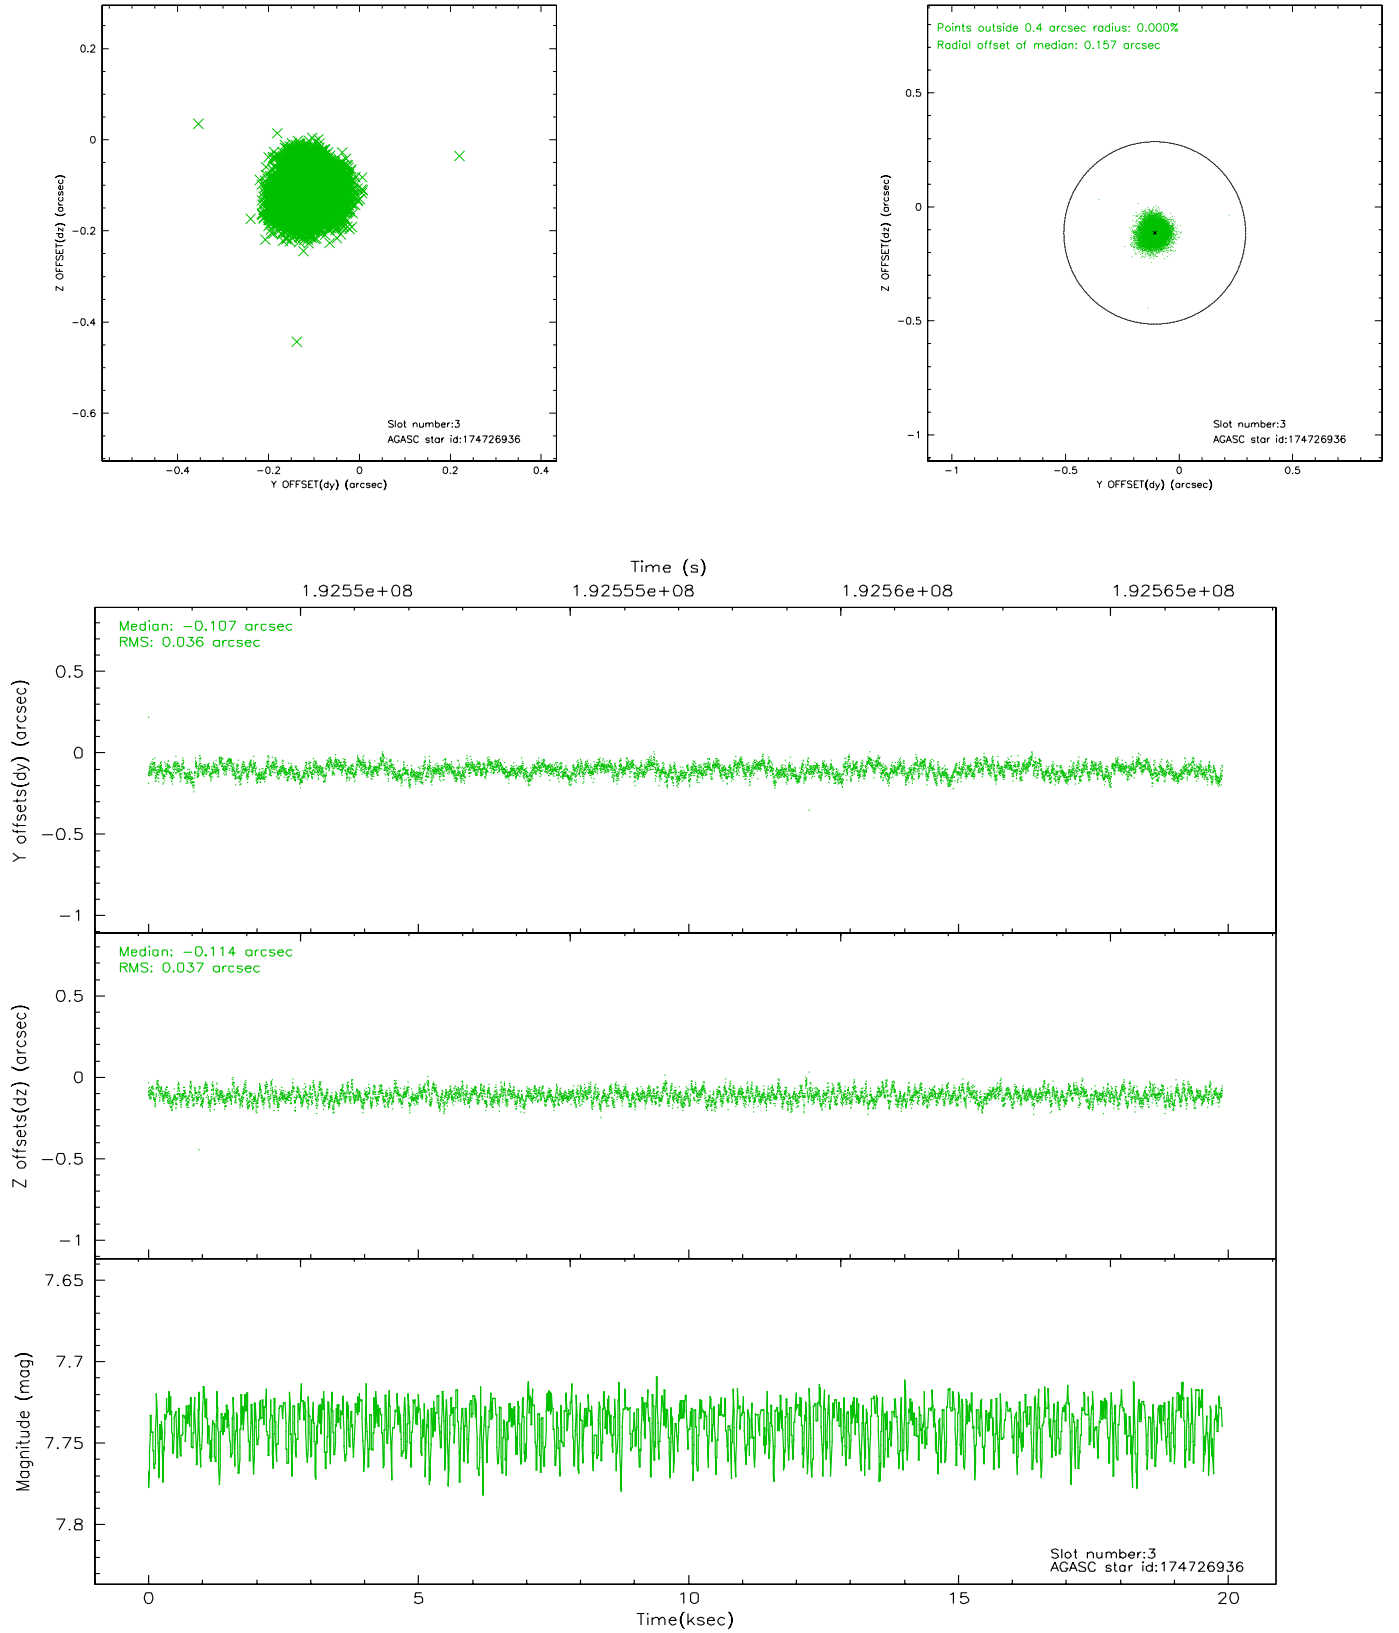 0.2
0
−0.2
−0.4
−0.6
Z OFFSET(dz) (arcsec)
Slot number:3
AGASC star id:174726936
−0.4
−0.2
0
0.2
0.4
Y OFFSET(dy) (arcsec)
Points outside 0.4 arcsec radius: 0.000%
Radial offset of median: 0.157 arcsec
0.5
0
−0.5
−1
Z OFFSET(dz) (arcsec)
Slot number:3
AGASC star id:174726936
−1
−0.5
0
0.5
Y OFFSET(dy) (arcsec)
Time (s)
1.9255e+08
1.92555e+08
1.9256e+08
1.92565e+08
Median: −0.107 arcsec
RMS: 0.036 arcsec
0.5
0
−0.5
−1
Y offsets(dy) (arcsec)
Median: −0.114 arcsec
RMS: 0.037 arcsec
0.5
0
−0.5
−1
Z offsets(dz) (arcsec)
7.65
7.7
7.75
7.8
Magnitude (mag)
Slot number:3
AGASC star id:174726936
0
5
10
15
20
Time(ksec)